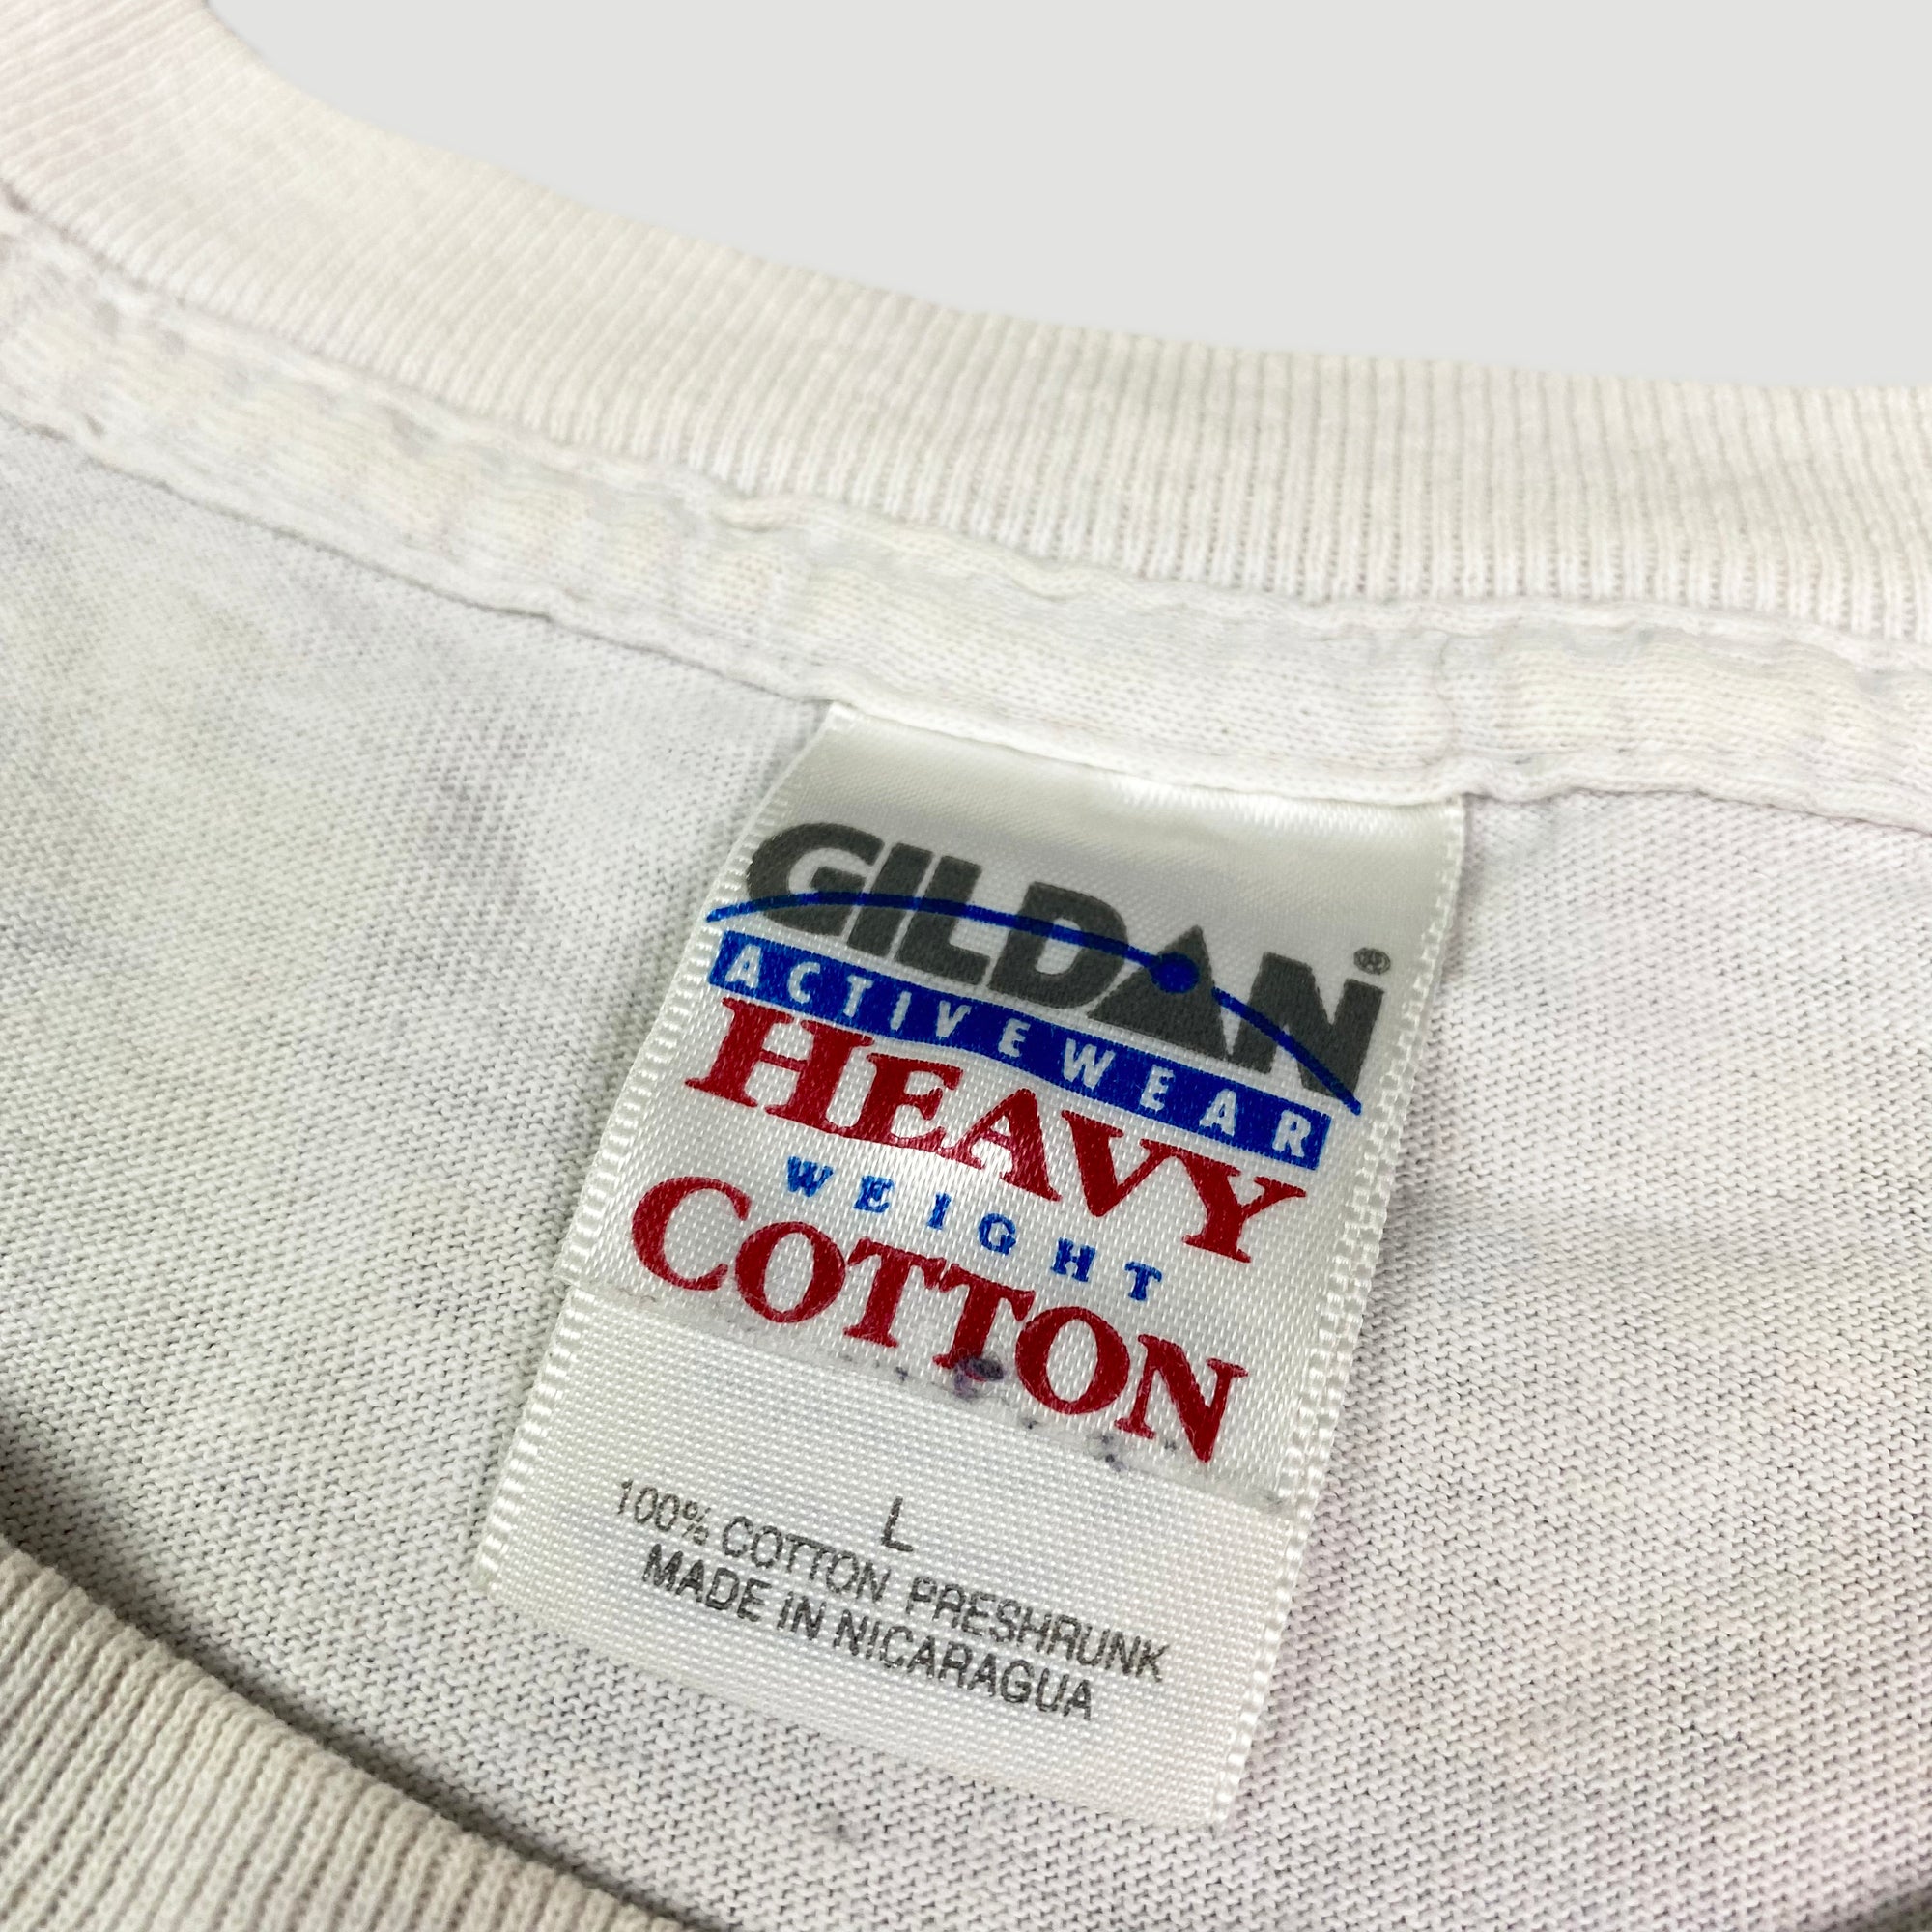 GILDAN®
ACTIVEWEAR
HEAVY
WEIGHT
COTTON
L
100% COTTON PRESHRUNK
MADE IN NICARAGUA